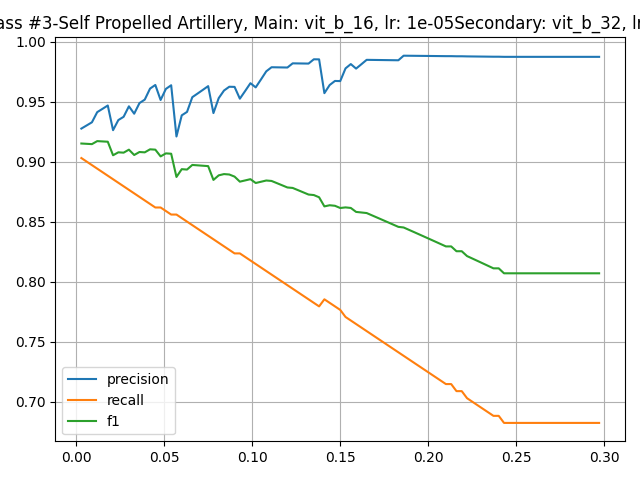 ass #3-Self Propelled Artillery, Main: vit_b_16, lr: 1e-05Secondary: vit_b_32, lr
1.00
0.95
0.90
0.85
0.80
0.75
0.70
precision
recall
f1
0.00 0.05 0.10 0.15 0.20 0.25 0.30